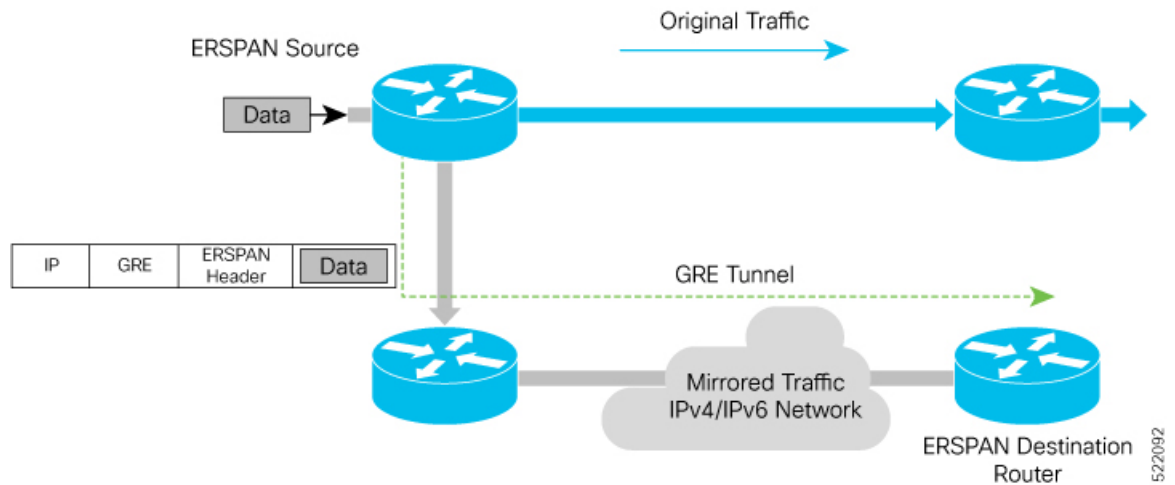 Original Traffic
ERSPAN Source
Data
IP
GRE
ERSPAN
Header
Data
GRE Tunnel
Mirrored Traffic
IPv4/IPv6 Network
ERSPAN Destination
Router
522092